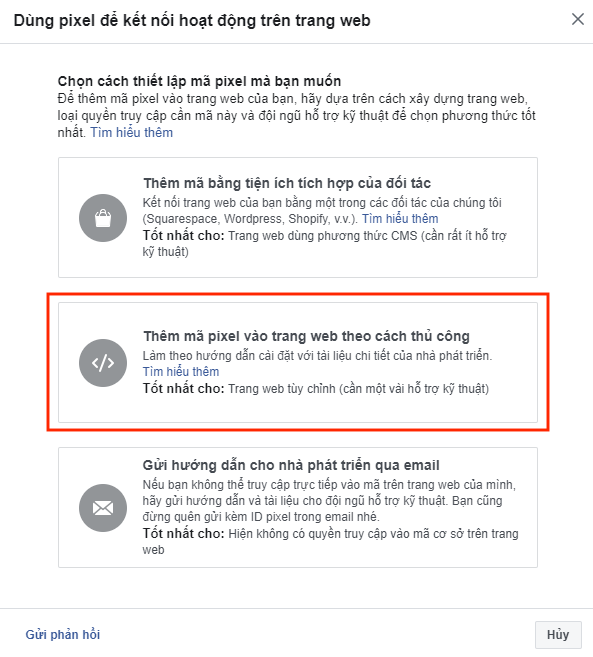 Dùng pixel để kết nối hoạt động trên trang web
Chọn cách thiết lập mã pixel mà bạn muốn
Để thêm mã pixel vào trang web của bạn, hãy dựa trên cách xây dựng trang web,
loại quyền truy cập cần mã này và đội ngũ hỗ trợ kỹ thuật để chọn phương thức tốt
nhất. Tìm hiểu thêm
Thêm mã bằng tiện ích tích hợp của đối tác
Kết nối trang web của bạn bằng một trong các đối tác của chúng tôi
(Squarespace, Wordpress, Shopify, v.v.). Tìm hiểu thêm
Tốt nhất cho: Trang web dùng phương thức CMS (cần rất ít hỗ trợ
kỹ thuật)
Thêm mã pixel vào trang web theo cách thủ công
Làm theo hướng dẫn cài đặt với tài liệu chi tiết của nhà phát triển.
Tìm hiểu thêm
Tốt nhất cho: Trang web tùy chỉnh (cần một vài hỗ trợ kỹ thuật)
Gửi hướng dẫn cho nhà phát triển qua email
Nếu bạn không thể truy cập trực tiếp vào mã trên trang web của mình,
hãy gửi hướng dẫn và tài liệu cho đội ngũ hỗ trợ kỹ thuật. Bạn cũng
đừng quên gửi kèm ID pixel trong email nhé.
Tốt nhất cho: Hiện không có quyền truy cập vào mã cơ sở trên trang
web
Gửi phản hồi
Hủy